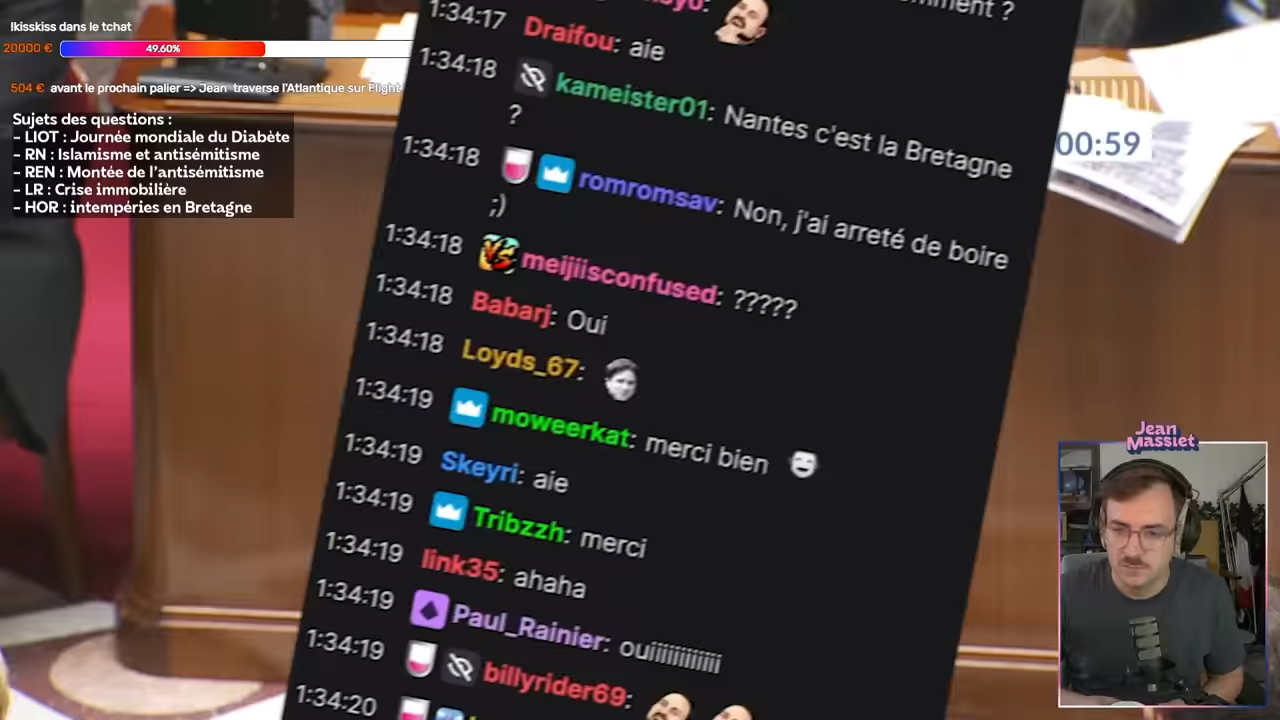 Ikisskiss dans le tchat
20000 € 49.60%
504 € avant le prochain palier => Jean traverse l'Atlantique sur Flight
Sujets des questions :
- LIOT : Journée mondiale du Diabète
- RN : Islamisme et antisémitisme
- REN : Montée de l'antisémitisme
- LR : Crise immobilière
- HOR : intempéries en Bretagne
?
1:34:17 Draifou: aie
1:34:18 kameister01: Nantes c'est la Bretagne
?
1:34:18 romromsav: Non, j'ai arreté de boire
;)
1:34:18 meijiisconfused: ?????
1:34:18 Babarj: Oui
1:34:18 Loyds_67:
1:34:19 moweerkat: merci bien
1:34:19 Skeyri: aie
1:34:19 Tribzzh: merci
1:34:19 link35: ahaha
1:34:19 Paul_Rainier: ouiiiiiiiiiiii
1:34:19 billyrider69:
1:34:20
00:59
Jean
Massiet